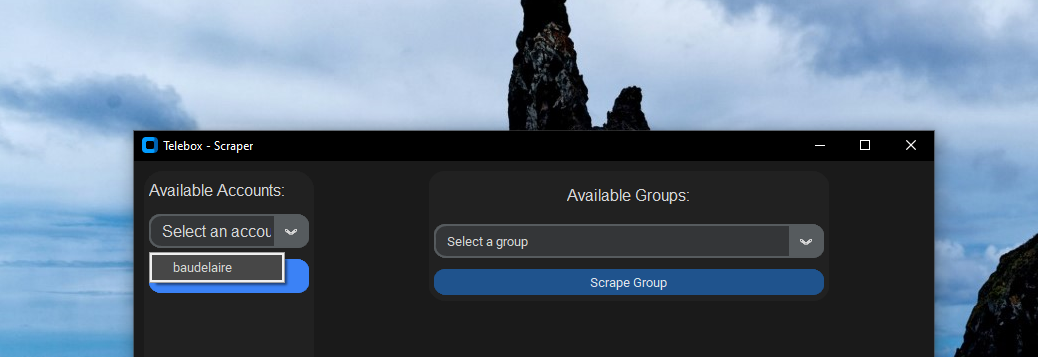 Telebox - Scraper
Available Accounts:
Select an accou
baudelaire
Available Groups:
Select a group
Scrape Group